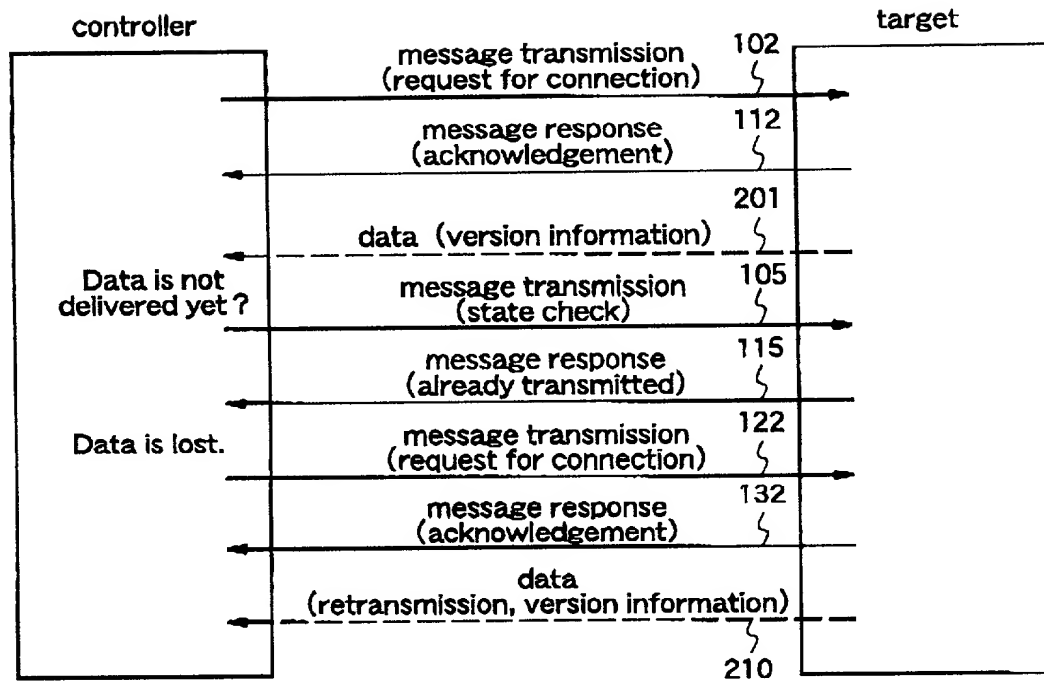 controller
target
message transmission
(request for connection)
102
message response
(acknowledgement)
112
201
data (version information)
Data is not
delivered yet ?
message transmission
(state check)
105
message response
(already transmitted)
115
Data is lost.
message transmission
(request for connection)
122
message response
(acknowledgement)
132
data
(retransmission, version information)
210